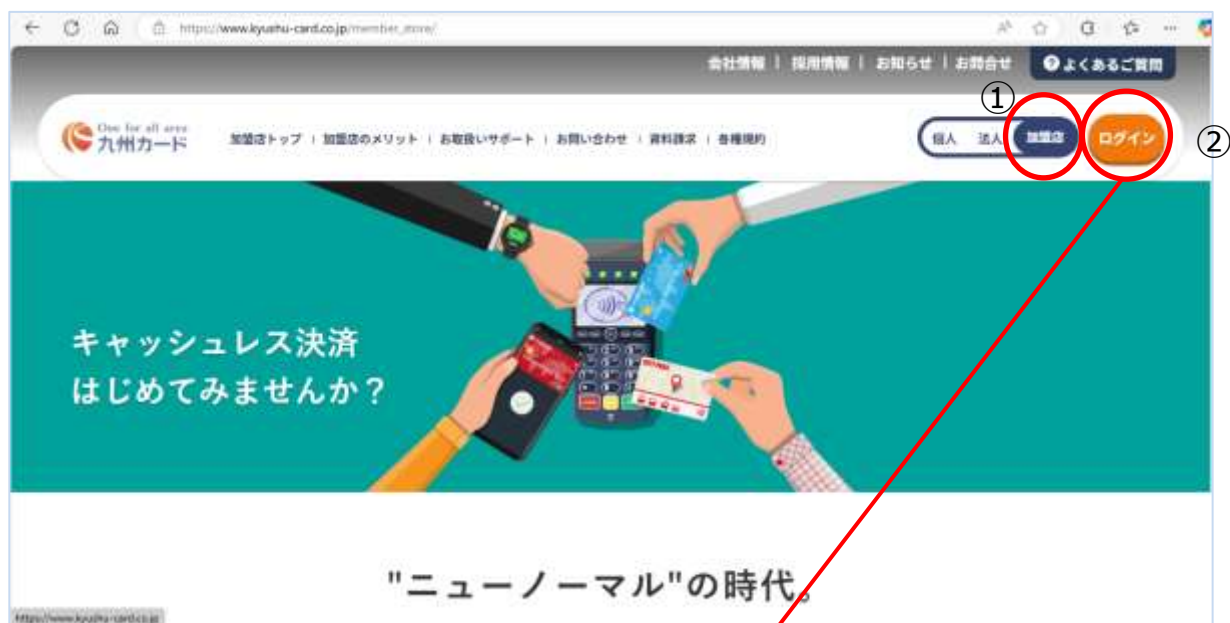 https://www.kyushu-card.co.jp/member_store/
会社情報 | 採用情報 | お知らせ | お問合せ ? よくあるご質問
①
One for all area
九州カード
加盟店トップ | 加盟店のメリット | お取扱いサポート | お問い合わせ | 資料請求 | 各種規約
個人 法人 加盟店 ログイン
②
キャッシュレス決済
はじめてみませんか？
"ニューノーマル"の時代。
https://www.kyushu-card.co.jp